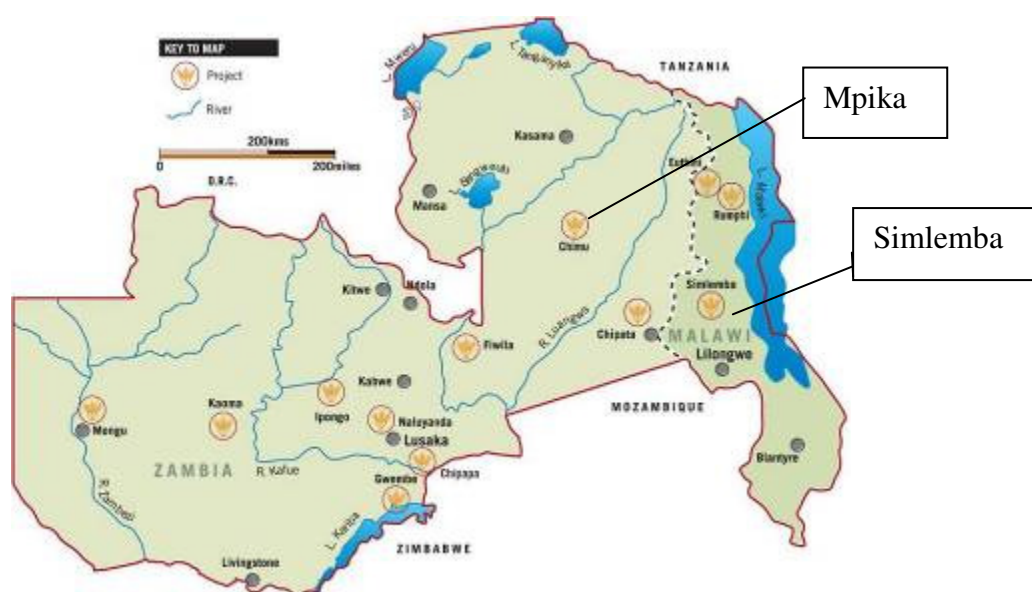 KEY TO MAP
Project
River
200kms
0
200miles
D.R.C.
L. Mweru
L. Tanganyika
TANZANIA
Mpika
Kasama
Mansa
Rumphi
L. Malawi
Chimu
Simlemba
Simlemba
Kitwe
Ndola
R. Luangwa
Chipata
MALAWI
Lilongwe
Fiwila
Kabwe
Ipongo
Kaoma
Naluyanda
Lusaka
Mongu
MOZAMBIQUE
Blantyre
ZAMBIA
R. Kafue
Chipapa
Gwembe
R. Zambezi
L. Kariba
ZIMBABWE
Livingstone